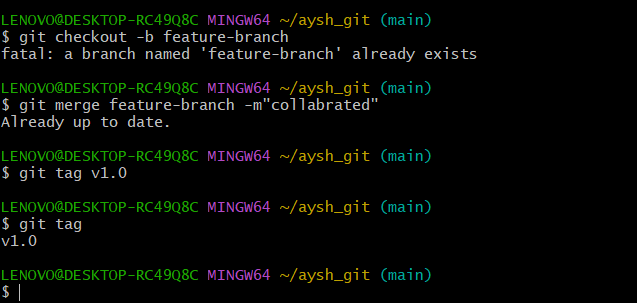 LENOVO@DESKTOP-RC49Q8C MINGW64 ~/aysh_git (main)
$ git checkout -b feature-branch
fatal: a branch named 'feature-branch' already exists
LENOVO@DESKTOP-RC49Q8C MINGW64 ~/aysh_git (main)
$ git merge feature-branch -m"collabrated"
Already up to date.
LENOVO@DESKTOP-RC49Q8C MINGW64 ~/aysh_git (main)
$ git tag v1.0
LENOVO@DESKTOP-RC49Q8C MINGW64 ~/aysh_git (main)
$ git tag
v1.0
LENOVO@DESKTOP-RC49Q8C MINGW64 ~/aysh_git (main)
$